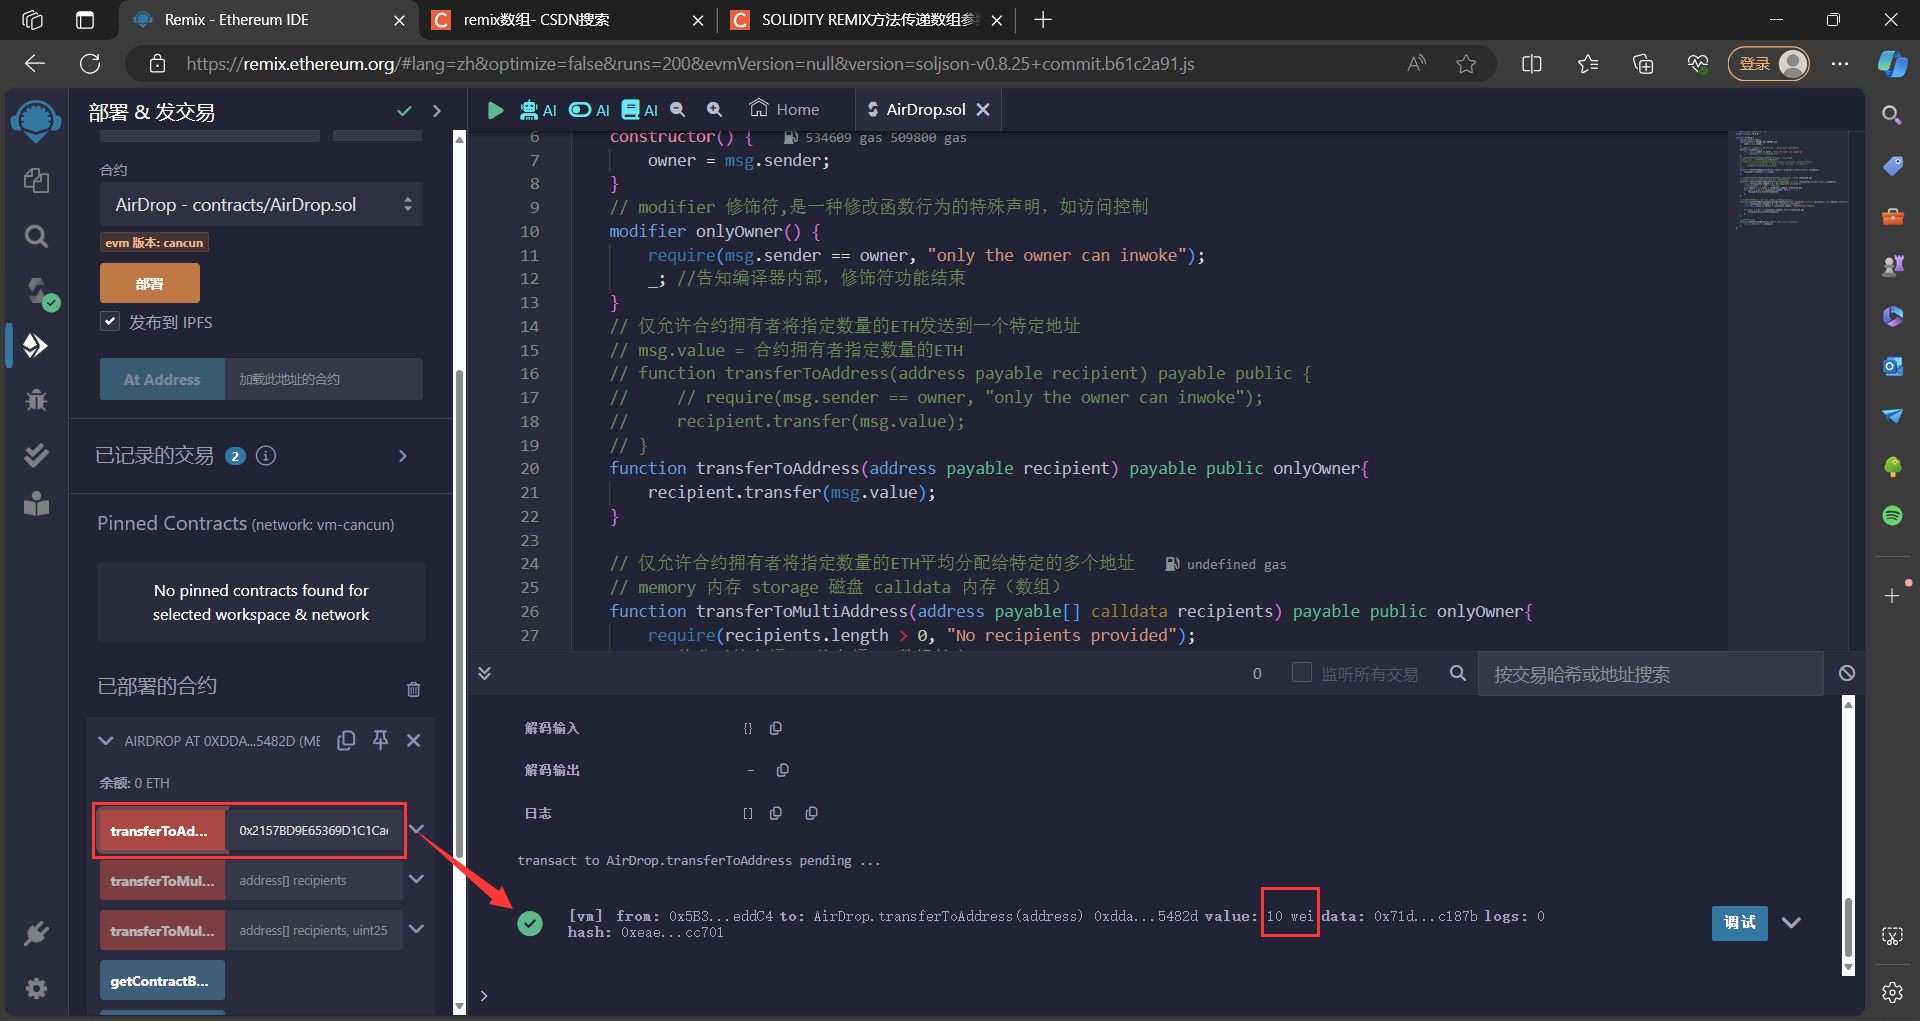 Remix - Ethereum IDE
remix数组- CSDN搜索
SOLIDITY REMIX方法传递数组参
https://remix.ethereum.org/#lang=zh&optimize=false&runs=200&evmVersion=null&version=soljson-v0.8.25+commit.b61c2a91.js
登录
部署 & 发交易
合约
AirDrop - contracts/AirDrop.sol
evm 版本: cancun
部署
发布到 IPFS
At Address 加载此地址的合约
已记录的交易 2
Pinned Contracts (network: vm-cancun)
No pinned contracts found for
selected workspace & network
已部署的合约
AIRDROP AT 0XDDA...5482D (ME
余额: 0 ETH
transferToAd... 0x2157BD9E65369D1C1Cae
transferToMul... address[] recipients
transferToMul... address[] recipients, uint25
getContractB...
AI AI AI Home AirDrop.sol
6 constructor() { 534609 gas 509800 gas
7 owner = msg.sender;
8 }
9 // modifier 修饰符,是一种修改函数行为的特殊声明，如访问控制
10 modifier onlyOwner() {
11 require(msg.sender == owner, "only the owner can inwoke");
12 _; //告知编译器内部，修饰符功能结束
13 }
14 // 仅允许合约拥有者将指定数量的ETH发送到一个特定地址
15 // msg.value = 合约拥有者指定数量的ETH
16 // function transferToAddress(address payable recipient) payable public {
17 // // require(msg.sender == owner, "only the owner can inwoke");
18 // recipient.transfer(msg.value);
19 // }
20 function transferToAddress(address payable recipient) payable public onlyOwner{
21 recipient.transfer(msg.value);
22 }
23
24 // 仅允许合约拥有者将指定数量的ETH平均分配给特定的多个地址 undefined gas
25 // memory 内存 storage 磁盘 calldata 内存（数组）
26 function transferToMultiAddress(address payable[] calldata recipients) payable public onlyOwner{
27 require(recipients.length > 0, "No recipients provided");
0 监听所有交易 按交易哈希或地址搜索
解码输入 {}
解码输出 -
日志 []
transact to AirDrop.transferToAddress pending ...
[vm] from: 0x5B3...eddC4 to: AirDrop.transferToAddress(address) 0xdda...5482d value: 10 wei data: 0x71d...c187b logs: 0
hash: 0xeae...cc701
调试